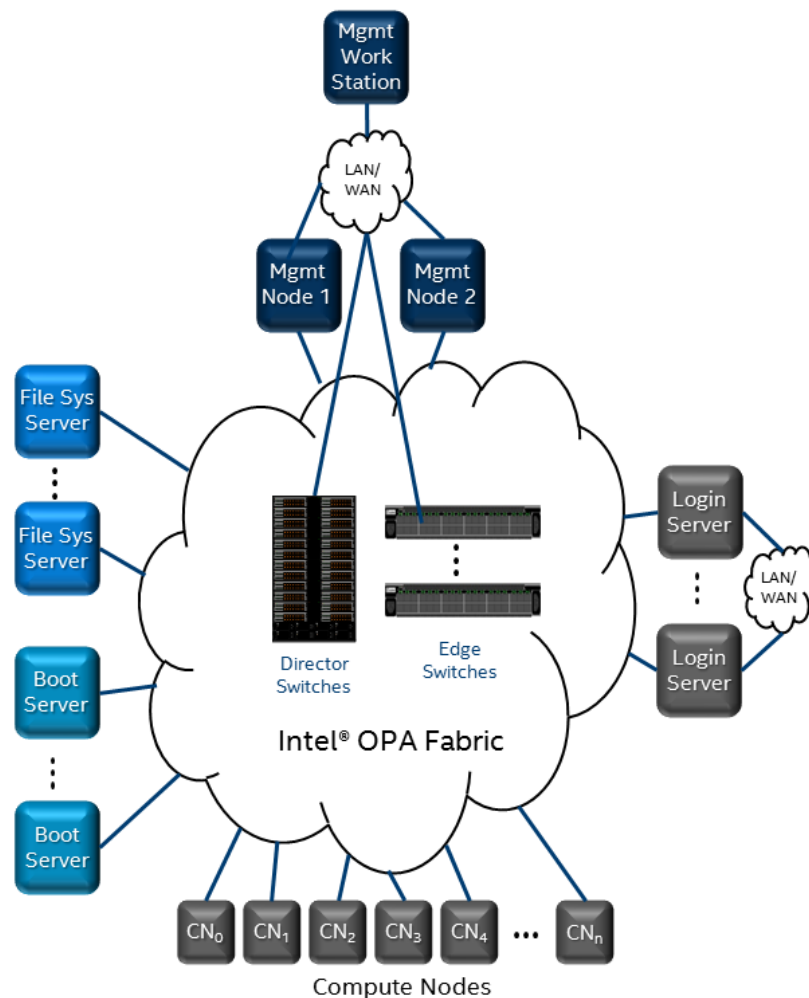 Mgmt
Work
Station
LAN/
WAN
Mgmt
Node 1
Mgmt
Node 2
File Sys
Server
File Sys
Server
Login
Server
LAN/
WAN
Login
Server
Director
Switches
Edge
Switches
Boot
Server
Intel® OPA Fabric
Boot
Server
CN₀ CN₁ CN₂ CN₃ CN₄ ••• CNₙ
Compute Nodes